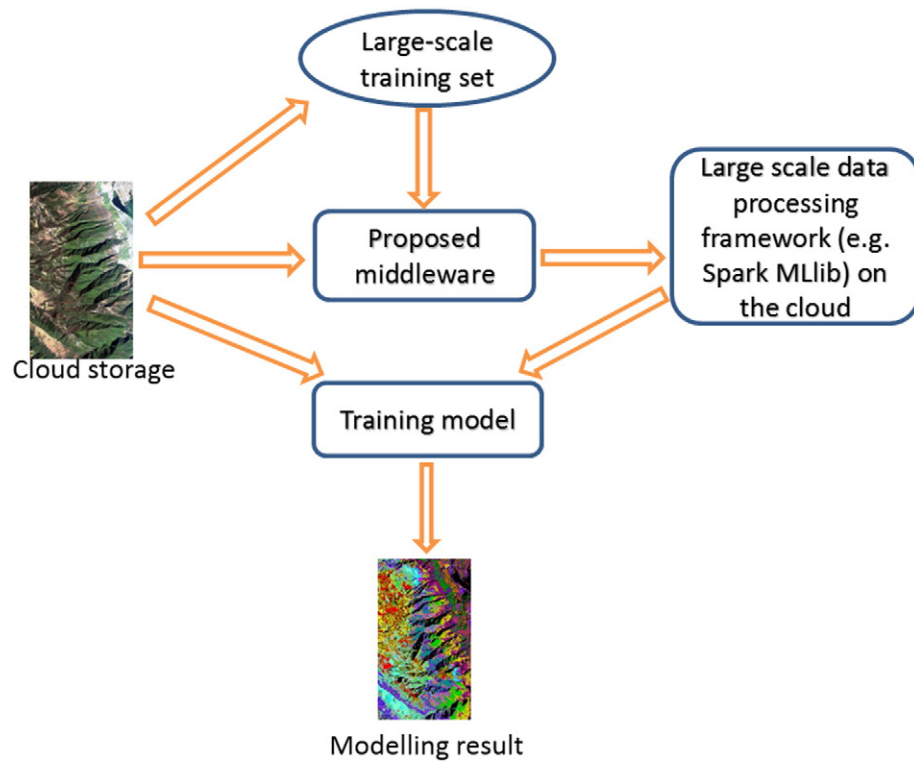 Large-scale
training set
Large scale data
processing
framework (e.g.
Spark MLlib) on
the cloud
Proposed
middleware
Cloud storage
Training model
Modelling result